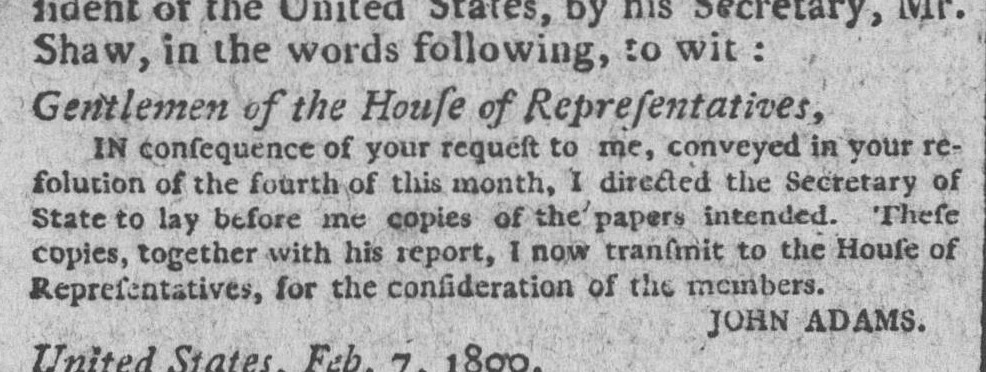 ſident of the United States, by his Secretary, Mr.
Shaw, in the words following, to wit :
Gentlemen of the Houſe of Repreſentatives,
IN conſequence of your requeſt to me, conveyed in your re-
ſolution of the fourth of this month, I directed the Secretary of
State to lay before me copies of the papers intended. Theſe
copies, together with his report, I now tranſmit to the Houſe of
Repreſentatives, for the conſideration of the members.
JOHN ADAMS.
United States, Feb. 7, 1800.